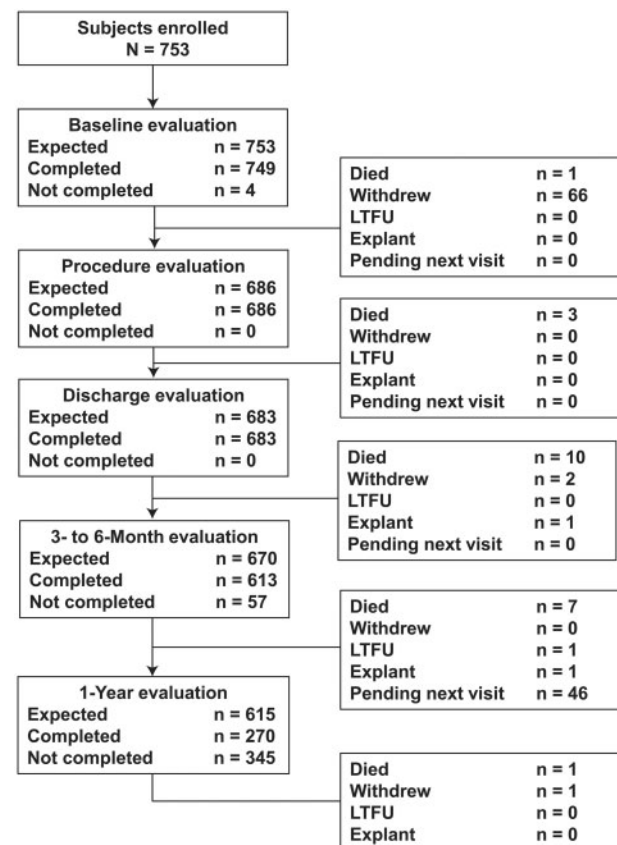 Subjects enrolled
N = 753
Baseline evaluation
Expected n = 753
Completed n = 749
Not completed n = 4
Died n = 1
Withdrew n = 66
LTFU n = 0
Explant n = 0
Pending next visit n = 0
Procedure evaluation
Expected n = 686
Completed n = 686
Not completed n = 0
Died n = 3
Withdrew n = 0
LTFU n = 0
Explant n = 0
Pending next visit n = 0
Discharge evaluation
Expected n = 683
Completed n = 683
Not completed n = 0
Died n = 10
Withdrew n = 2
LTFU n = 0
Explant n = 1
Pending next visit n = 0
3- to 6-Month evaluation
Expected n = 670
Completed n = 613
Not completed n = 57
Died n = 7
Withdrew n = 0
LTFU n = 1
Explant n = 1
Pending next visit n = 46
1-Year evaluation
Expected n = 615
Completed n = 270
Not completed n = 345
Died n = 1
Withdrew n = 1
LTFU n = 0
Explant n = 0